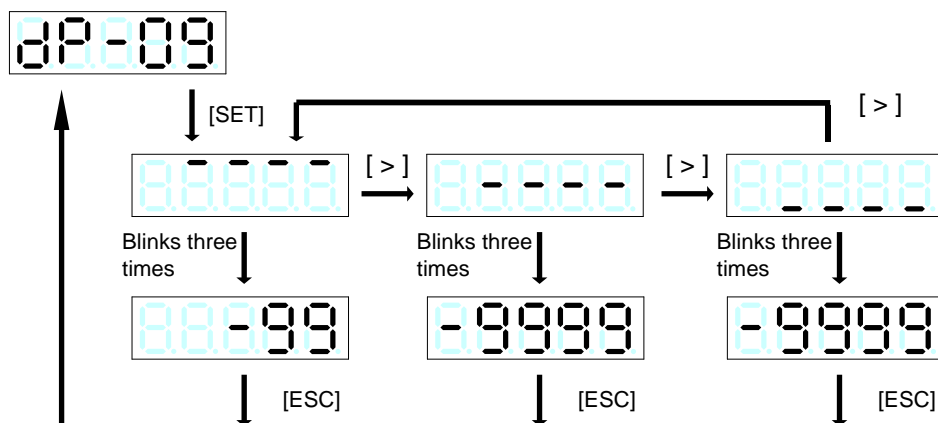 dP-09
[SET]
[ > ]
- - - -
[ > ]
- - - -
[ > ]
- - - -
Blinks three
times
Blinks three
times
Blinks three
times
-99
-9999
-9999
[ESC]
[ESC]
[ESC]